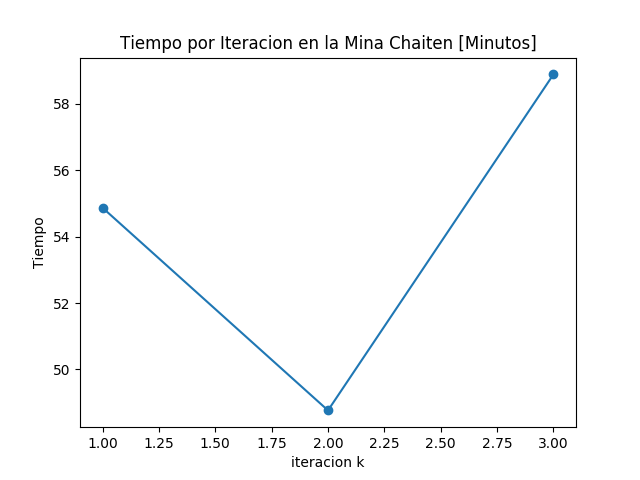 Tiempo por Iteracion en la Mina Chaiten [Minutos]
Tiempo
58
56
54
52
50
1.00 1.25 1.50 1.75 2.00 2.25 2.50 2.75 3.00
iteracion k